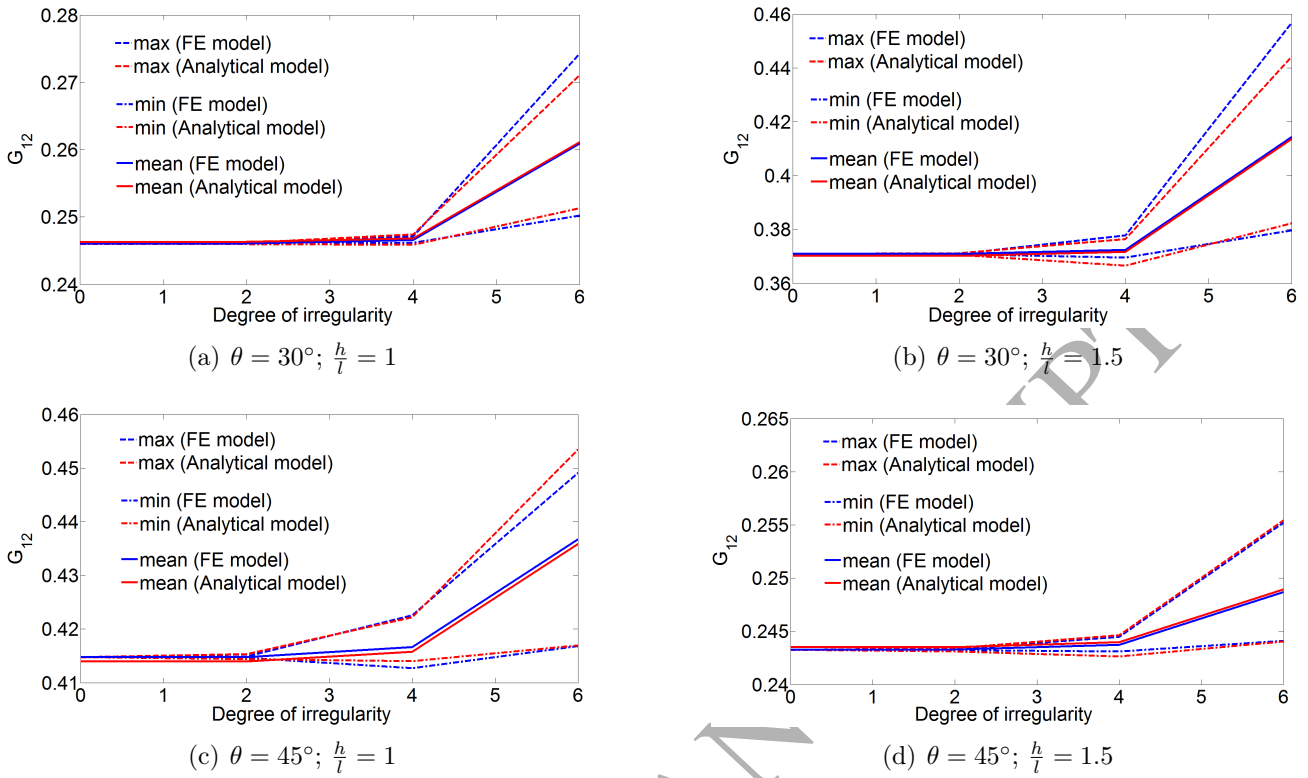 0.28
0.27
0.26
0.25
0.24
G12
max (FE model)
max (Analytical model)
min (FE model)
min (Analytical model)
mean (FE model)
mean (Analytical model)
0 1 2 3 4 5 6
Degree of irregularity
(a) θ = 30°; h/l = 1
0.46
0.44
0.42
0.4
0.38
0.36
G12
max (FE model)
max (Analytical model)
min (FE model)
min (Analytical model)
mean (FE model)
mean (Analytical model)
0 1 2 3 4 5 6
Degree of irregularity
(b) θ = 30°; h/l = 1.5
0.46
0.45
0.44
0.43
0.42
0.41
G12
max (FE model)
max (Analytical model)
min (FE model)
min (Analytical model)
mean (FE model)
mean (Analytical model)
0 1 2 3 4 5 6
Degree of irregularity
(c) θ = 45°; h/l = 1
0.265
0.26
0.255
0.25
0.245
0.24
G12
max (FE model)
max (Analytical model)
min (FE model)
min (Analytical model)
mean (FE model)
mean (Analytical model)
0 1 2 3 4 5 6
Degree of irregularity
(d) θ = 45°; h/l = 1.5